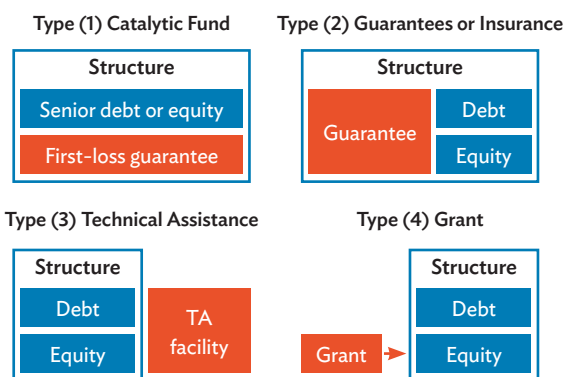 Type (1) Catalytic Fund
Structure
Senior debt or equity
First-loss guarantee
Type (2) Guarantees or Insurance
Structure
Guarantee
Debt
Equity
Type (3) Technical Assistance
Structure
Debt
Equity
TA
facility
Type (4) Grant
Grant
Structure
Debt
Equity